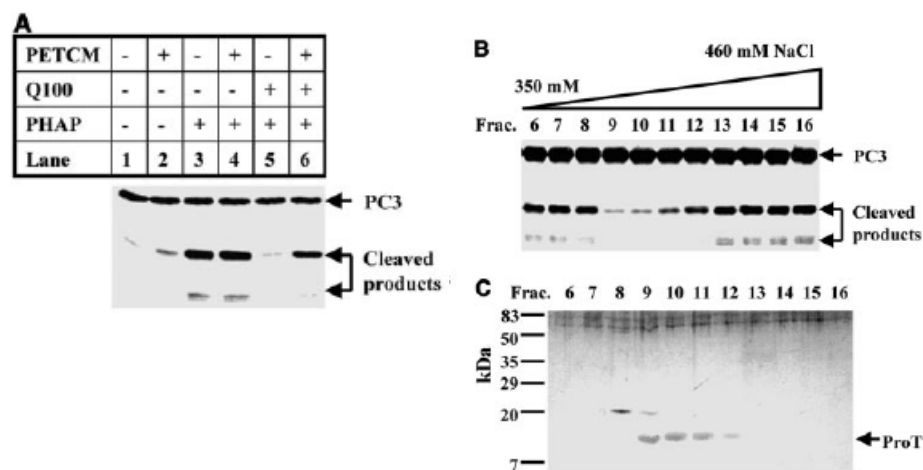 A
PETCM - + - + - +
Q100 - - - - + +
PHAP - - + + + +
Lane 1 2 3 4 5 6
PC3
Cleaved
products
B
460 mM NaCl
350 mM
Frac. 6 7 8 9 10 11 12 13 14 15 16
PC3
Cleaved
products
C
Frac. 6 7 8 9 10 11 12 13 14 15 16
kDa
83
50
35
29
20
7
ProT